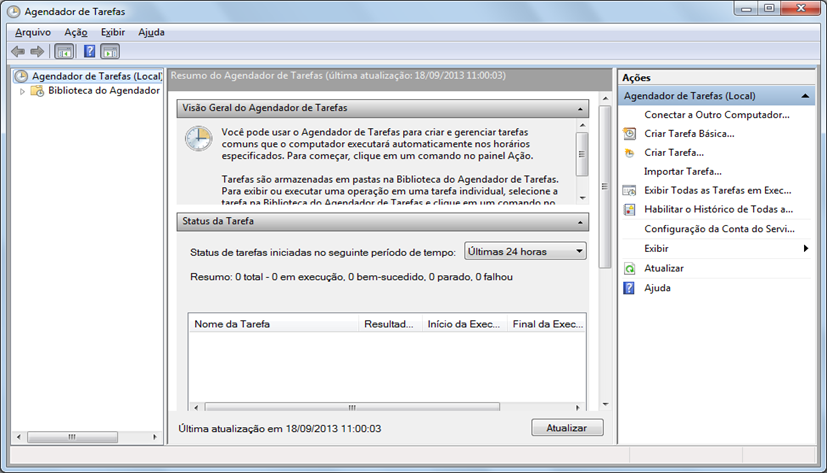 Agendador de Tarefas
Arquivo Ação Exibir Ajuda
Agendador de Tarefas (Local)
Biblioteca do Agendador
Resumo do Agendador de Tarefas (última atualização: 18/09/2013 11:00:03)
Visão Geral do Agendador de Tarefas
Você pode usar o Agendador de Tarefas para criar e gerenciar tarefas
comuns que o computador executará automaticamente nos horários
especificados. Para começar, clique em um comando no painel Ação.
Tarefas são armazenadas em pastas na Biblioteca do Agendador de Tarefas.
Para exibir ou executar uma operação em uma tarefa individual, selecione a
tarefa na Biblioteca do Agendador de Tarefas e clique em um comando no
Status da Tarefa
Status de tarefas iniciadas no seguinte período de tempo: Últimas 24 horas
Resumo: 0 total - 0 em execução, 0 bem-sucedido, 0 parado, 0 falhou
Nome da Tarefa Resultad... Início da Exec... Final da Exec...
Última atualização em 18/09/2013 11:00:03 Atualizar
Ações
Agendador de Tarefas (Local)
Conectar a Outro Computador...
Criar Tarefa Básica...
Criar Tarefa...
Importar Tarefa...
Exibir Todas as Tarefas em Exec...
Habilitar o Histórico de Todas a...
Configuração da Conta do Servi...
Exibir
Atualizar
Ajuda